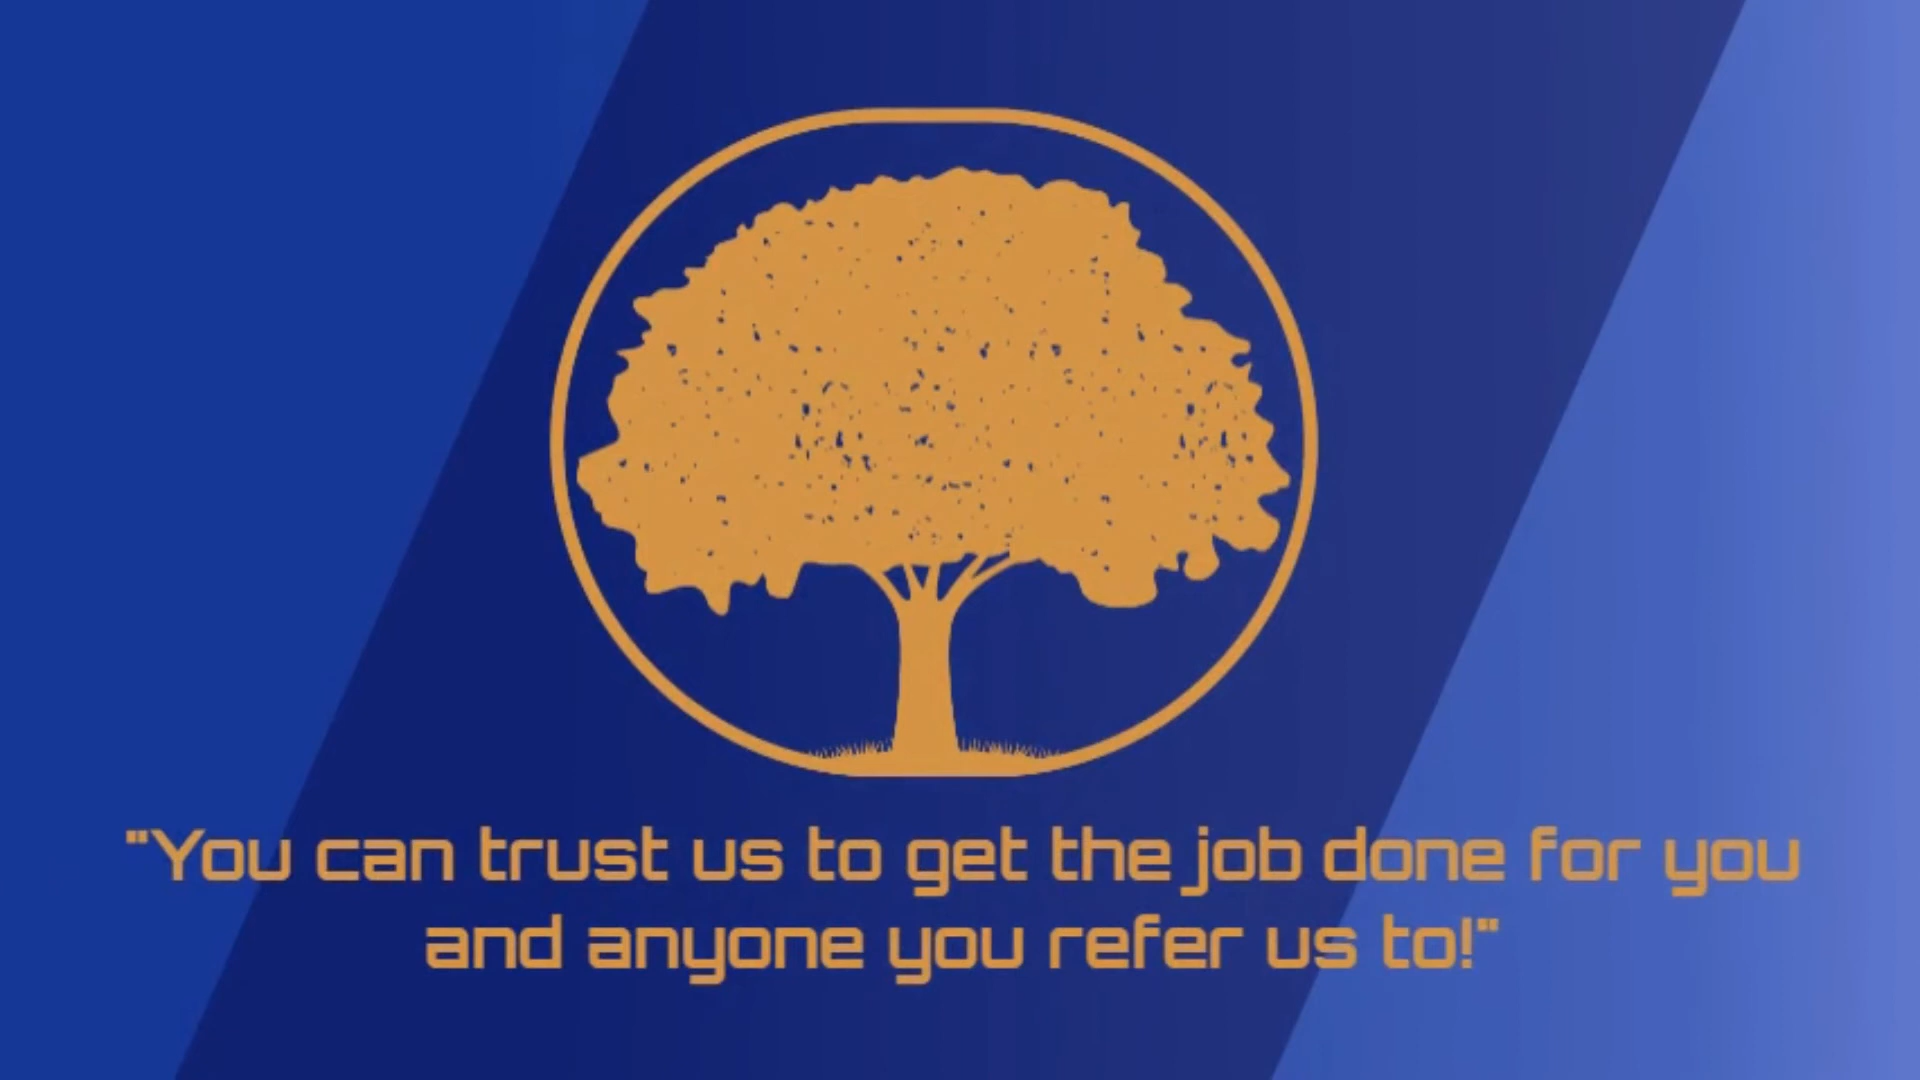 "You can trust us to get the job done for you
and anyone you refer us to!"